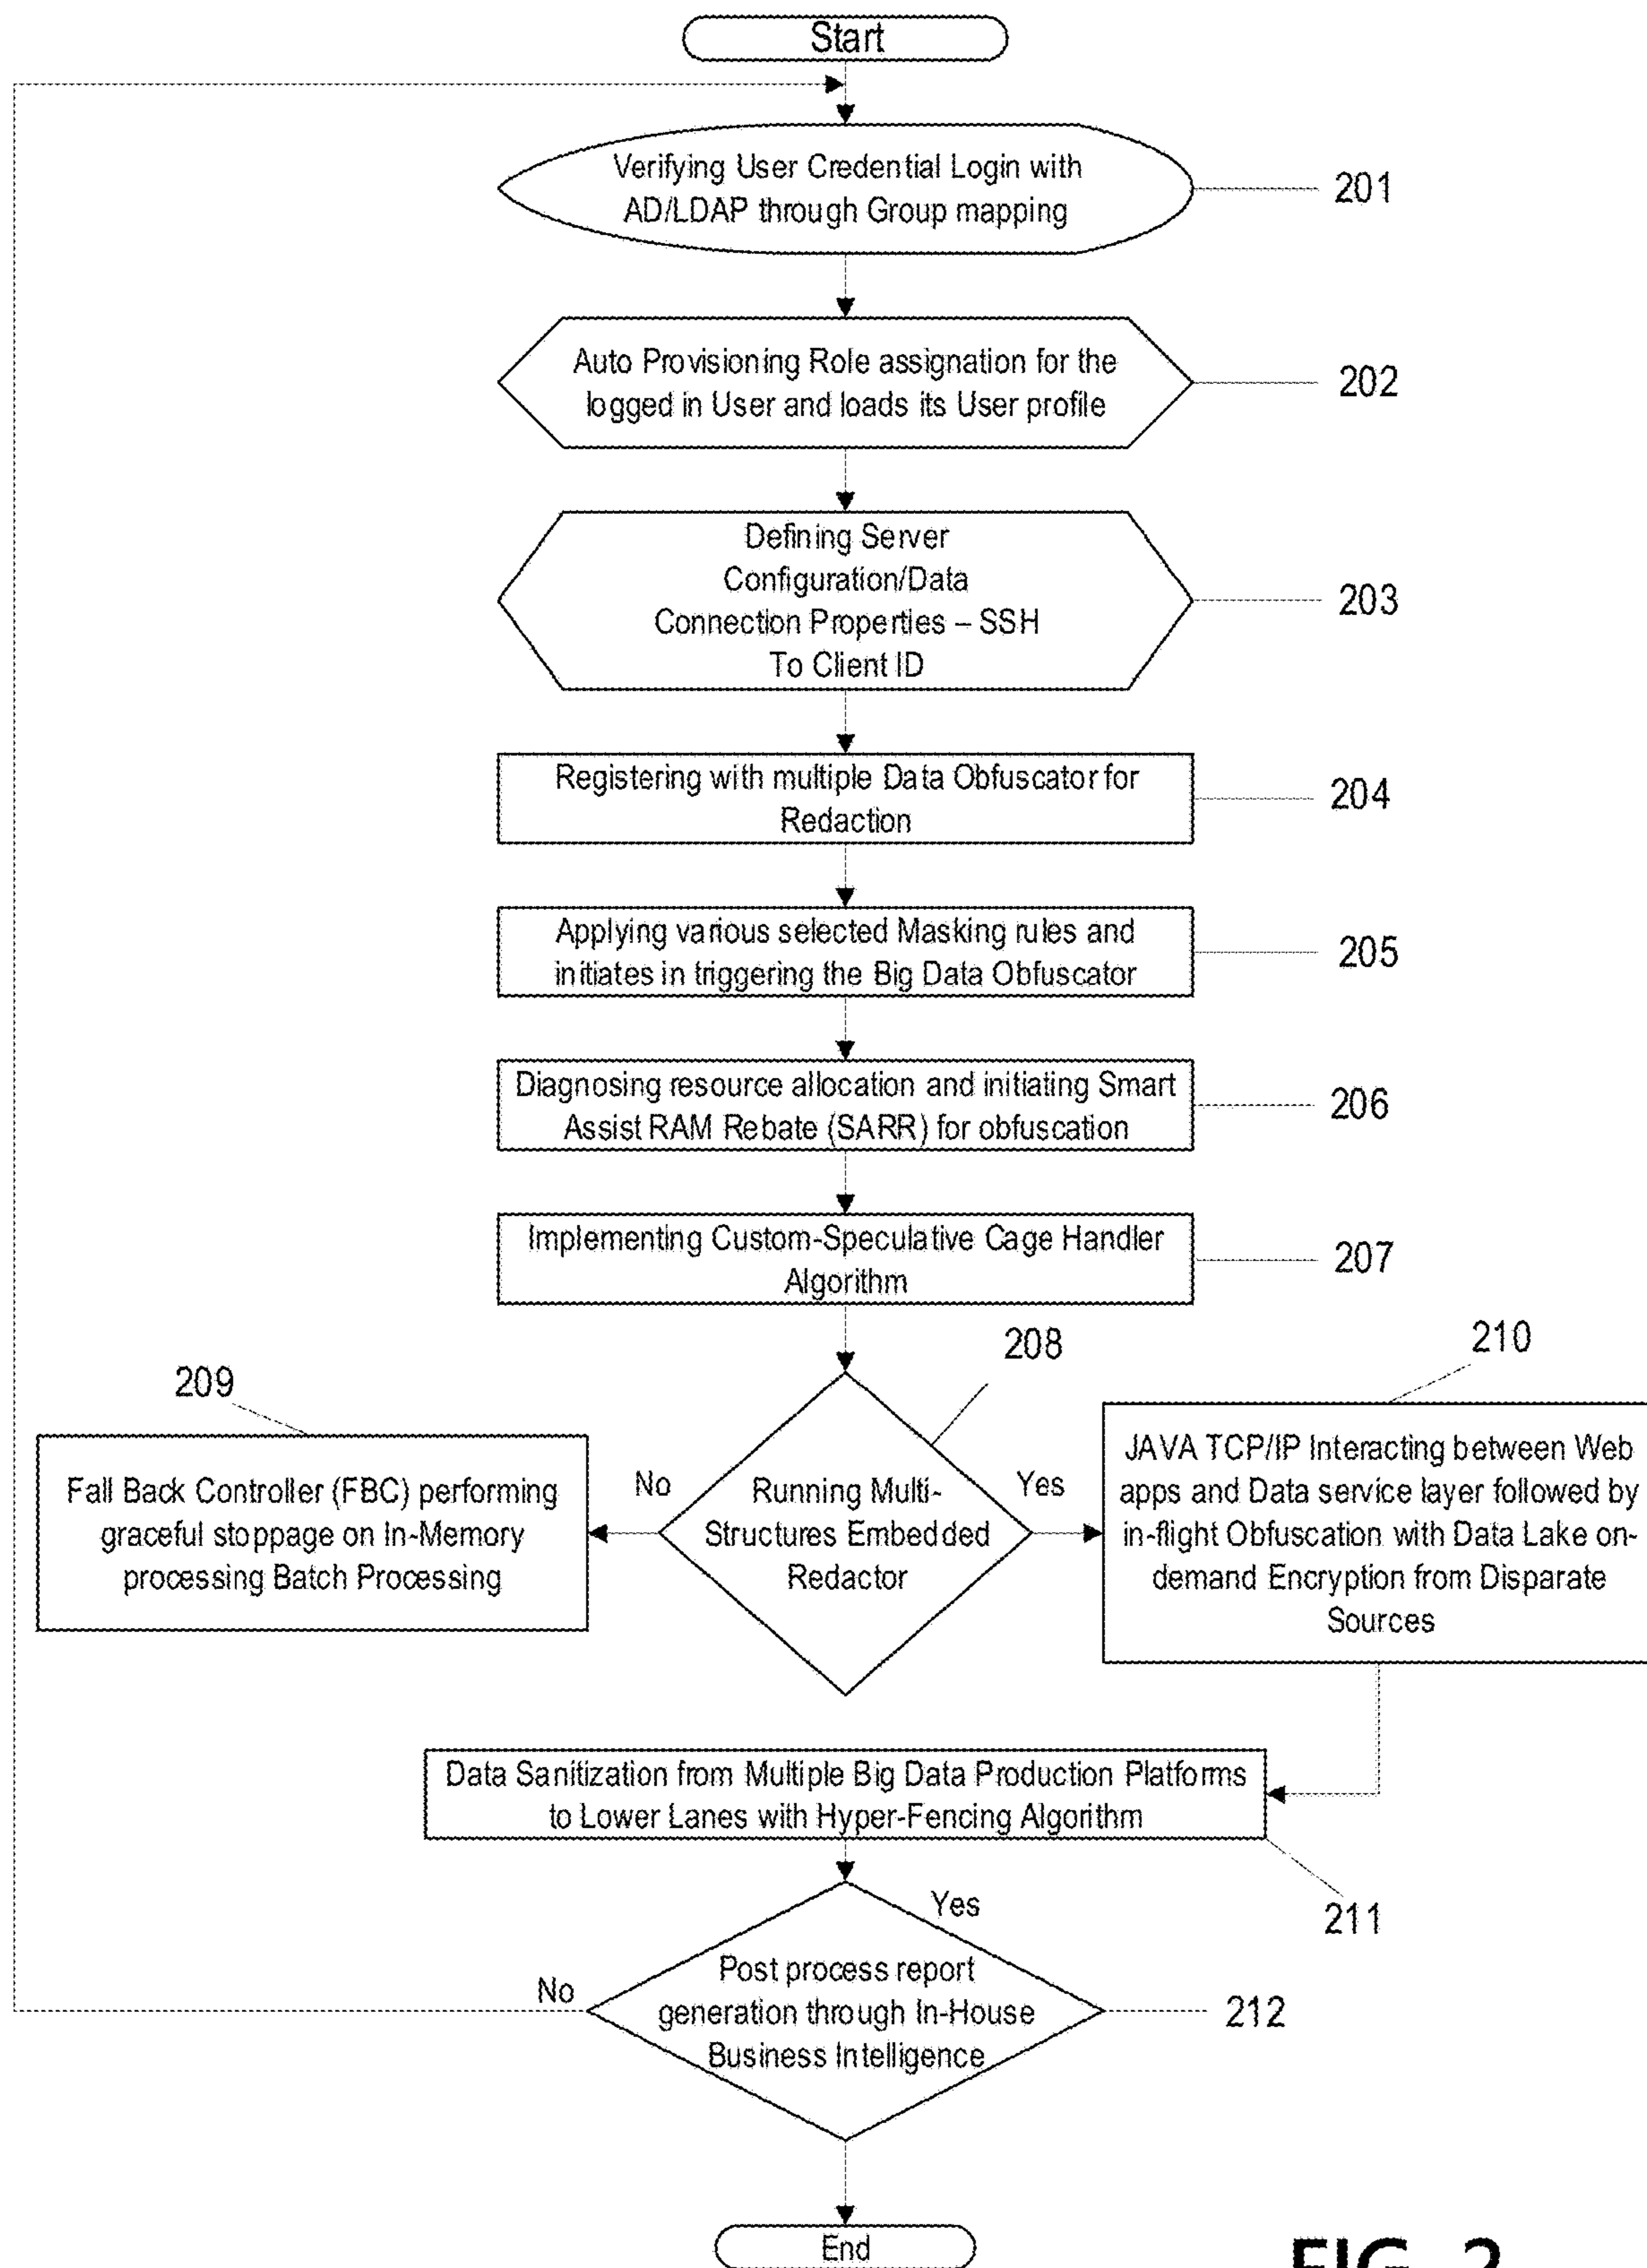 Start
Verifying User Credential Login with
AD/LDAP through Group mapping
201
Auto Provisioning Role assignation for the
logged in User and loads its User profile
202
Defining Server
Configuration/Data
Connection Properties – SSH
To Client ID
203
Registering with multiple Data Obfuscator for
Redaction
204
Applying various selected Masking rules and
initiates in triggering the Big Data Obfuscator
205
Diagnosing resource allocation and initiating Smart
Assist RAM Rebate (SARR) for obfuscation
206
Implementing Custom-Speculative Cage Handler
Algorithm
207
208
209
210
Fall Back Controller (FBC) performing
graceful stoppage on In-Memory
processing Batch Processing
No
Running Multi-
Structures Embedded
Redactor
Yes
JAVA TCP/IP Interacting between Web
apps and Data service layer followed by
in-flight Obfuscation with Data Lake on-
demand Encryption from Disparate
Sources
Data Sanitization from Multiple Big Data Production Platforms
to Lower Lanes with Hyper-Fencing Algorithm
211
Yes
No
Post process report
generation through In-House
Business Intelligence
212
End
FIG. 2